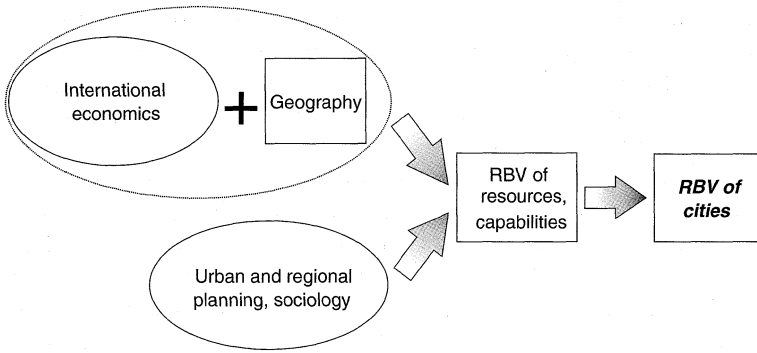 International
economics
+
Geography
RBV of
resources,
capabilities
RBV of
cities
Urban and regional
planning, sociology